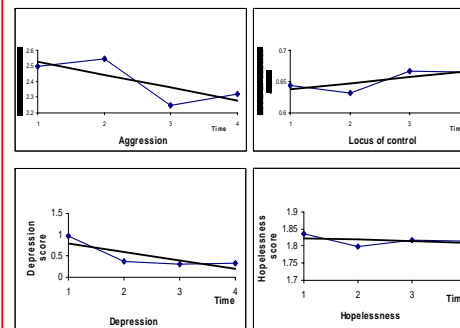 2.6
2.5
2.4
2.3
2.2
1 2 3 4
Time
Aggression
0.7
0.65
0.6
1 2 3
Time
Locus of control
Depression score
1.5
1
0.5
0
1 2 3 4
Time
Depression
Hopelessness score
1.9
1.85
1.8
1.75
1.7
1 2 3 4
Tim
Hopelessness